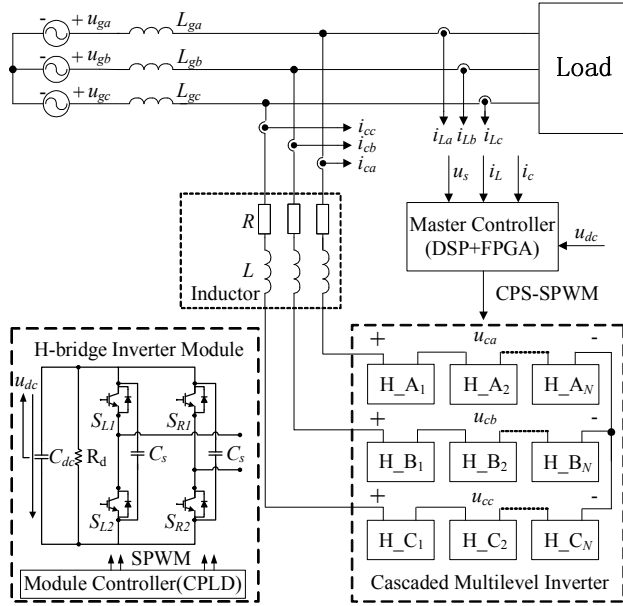 - + u_ga L_ga
- + u_gb L_gb
- + u_gc L_gc
Load
i_cc
i_cb
i_ca
i_La i_Lb i_Lc
u_s i_L i_c
R
L
Inductor
Master Controller
(DSP+FPGA)
u_dc
CPS-SPWM
H-bridge Inverter Module
u_dc
C_dc
R_d
S_L1
S_R1
C_s
C_s
S_L2
S_R2
SPWM
Module Controller(CPLD)
+ u_ca -
H_A_1 H_A_2 H_A_N
+ u_cb -
H_B_1 H_B_2 H_B_N
+ u_cc -
H_C_1 H_C_2 H_C_N
Cascaded Multilevel Inverter